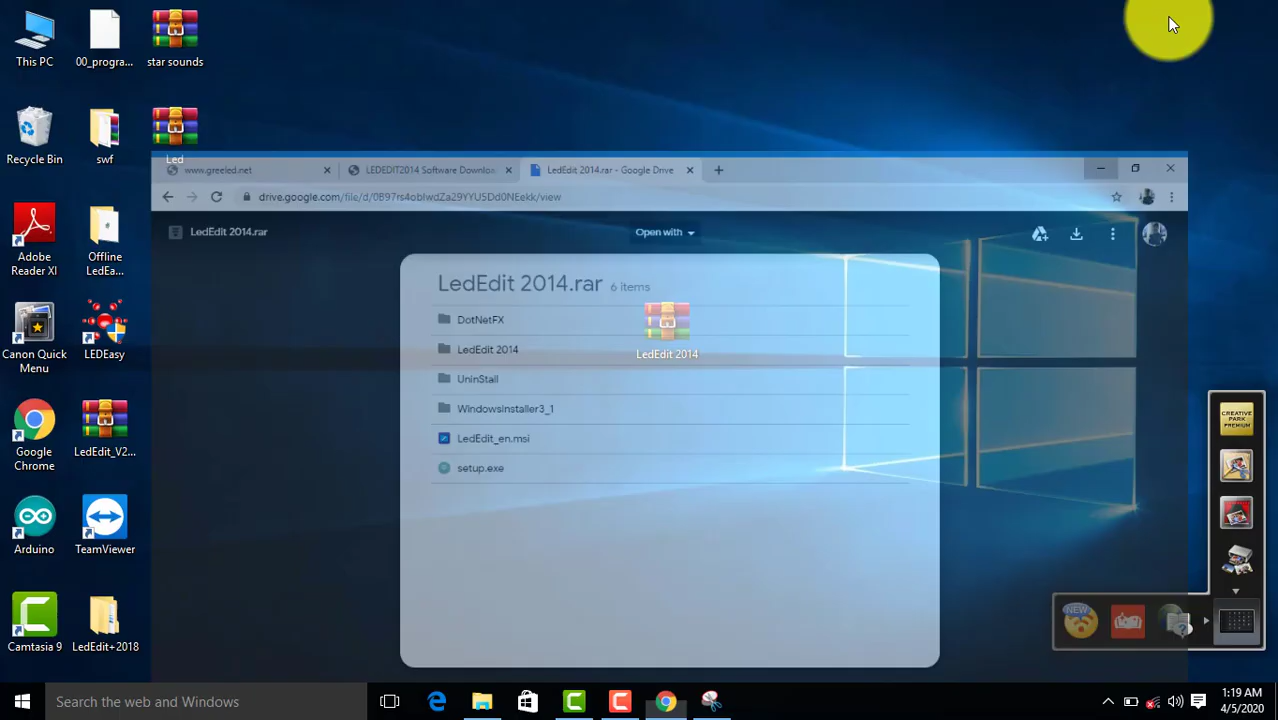 This PC
00_progra...
star sounds
Recycle Bin
swf
Led
Adobe
Reader XI
Offline
LedEa...
Canon Quick
Menu
LEDEasy
Google
Chrome
LedEdit_V2...
Arduino
TeamViewer
Camtasia 9
LedEdit+2018
www.greeled.net
LEDEDIT2014 Software Downloa
LedEdit 2014.rar - Google Drive
drive.google.com/file/d/0B97rs4oblwdZa29YYU5Dd0NEekk/view
LedEdit 2014.rar
Open with
LedEdit 2014.rar 6 items
DotNetFX
LedEdit 2014
LedEdit 2014
UninStall
WindowsInstaller3_1
LedEdit_en.msi
setup.exe
CREATIVE
PARK
PREMIUM
NEW
Search the web and Windows
1:19 AM
4/5/2020